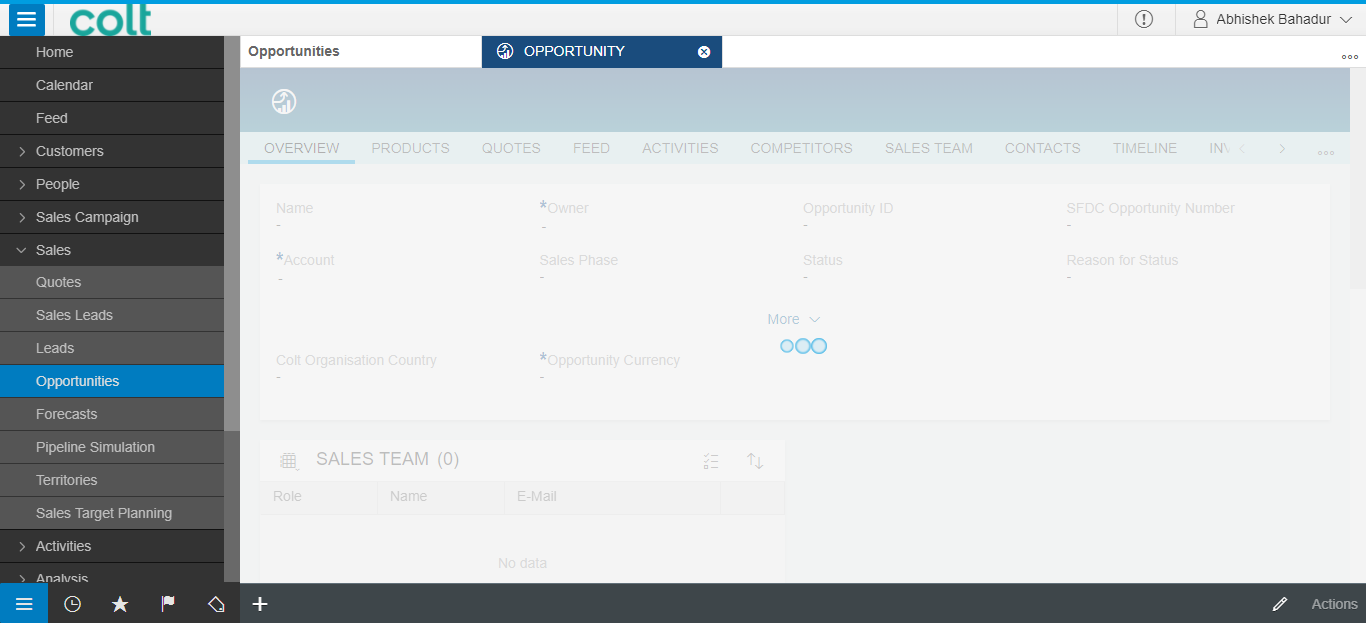 colt
Abhishek Bahadur
Home
Calendar
Feed
Customers
People
Sales Campaign
Sales
Quotes
Sales Leads
Leads
Opportunities
Forecasts
Pipeline Simulation
Territories
Sales Target Planning
Activities
Analysis
Opportunities OPPORTUNITY
OVERVIEW PRODUCTS QUOTES FEED ACTIVITIES COMPETITORS SALES TEAM CONTACTS TIMELINE INV
Name *Owner Opportunity ID SFDC Opportunity Number
- - - -
*Account Sales Phase Status Reason for Status
- - - -
More
Colt Organisation Country *Opportunity Currency
- -
SALES TEAM (0)
Role Name E-Mail
No data
Actions